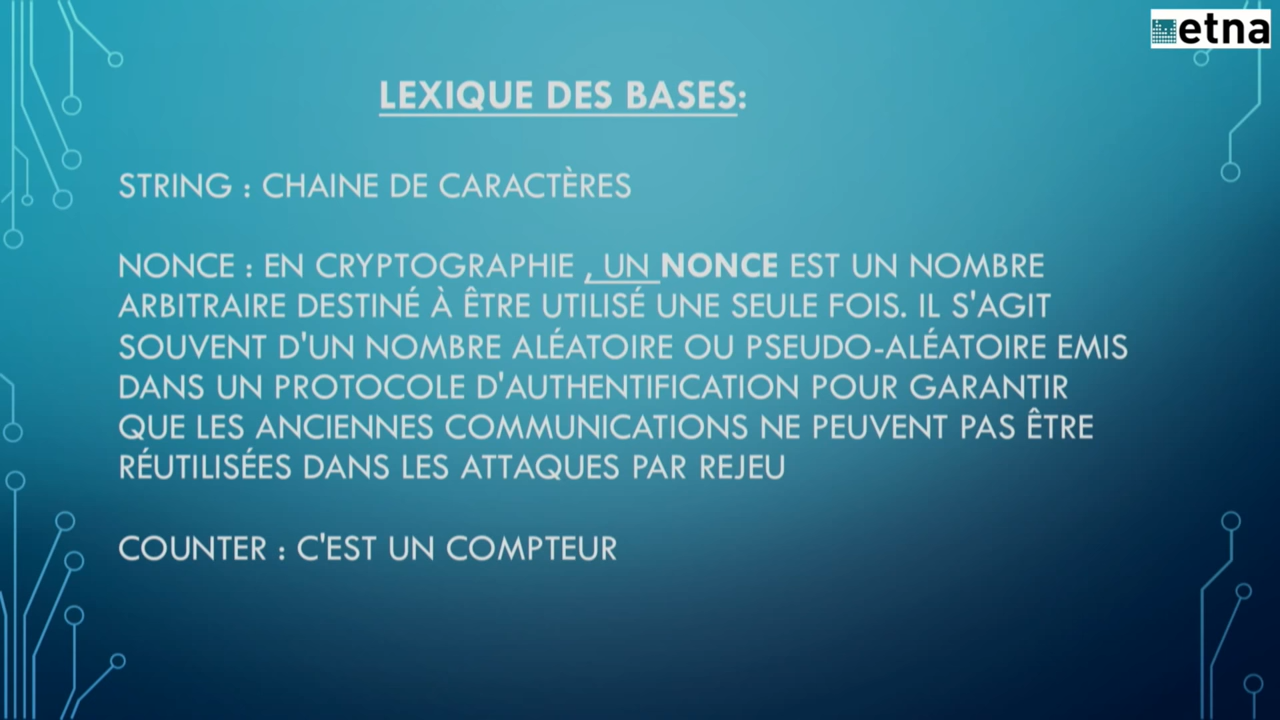 etna
LEXIQUE DES BASES:
STRING : CHAINE DE CARACTÈRES
NONCE : EN CRYPTOGRAPHIE , UN NONCE EST UN NOMBRE
ARBITRAIRE DESTINÉ À ÊTRE UTILISÉ UNE SEULE FOIS. IL S'AGIT
SOUVENT D'UN NOMBRE ALÉATOIRE OU PSEUDO-ALÉATOIRE EMIS
DANS UN PROTOCOLE D'AUTHENTIFICATION POUR GARANTIR
QUE LES ANCIENNES COMMUNICATIONS NE PEUVENT PAS ÊTRE
RÉUTILISÉES DANS LES ATTAQUES PAR REJEU
COUNTER : C'EST UN COMPTEUR